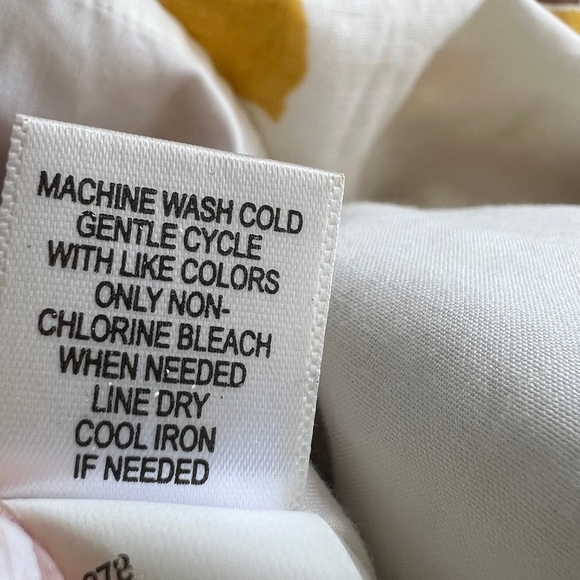 MACHINE WASH COLD
GENTLE CYCLE
WITH LIKE COLORS
ONLY NON-
CHLORINE BLEACH
WHEN NEEDED
LINE DRY
COOL IRON
IF NEEDED